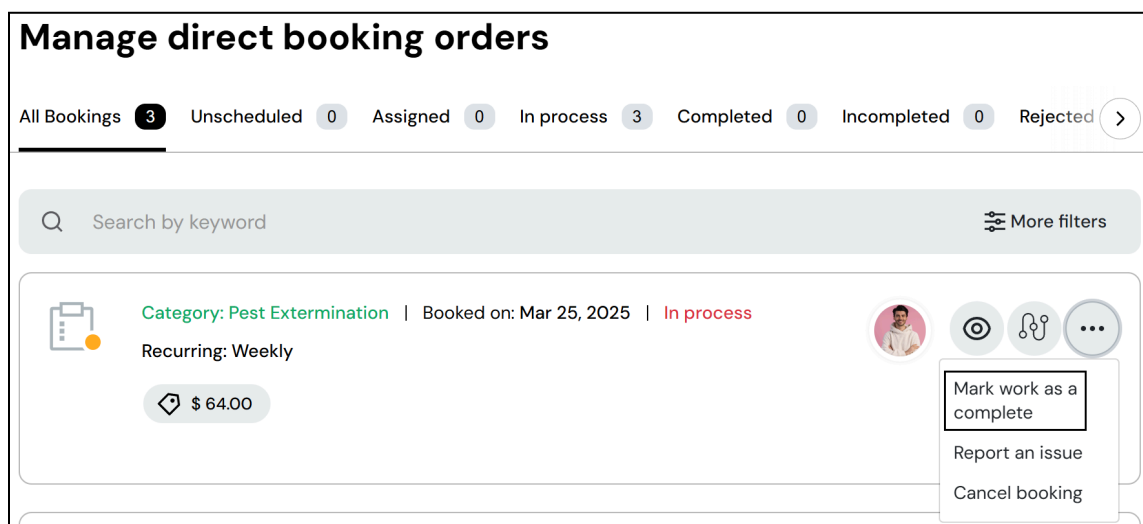 Manage direct booking orders
All Bookings 3 Unscheduled 0 Assigned 0 In process 3 Completed 0 Incompleted 0 Rejected
Search by keyword More filters
Category: Pest Extermination | Booked on: Mar 25, 2025 | In process
Recurring: Weekly
$ 64.00
Mark work as a
complete
Report an issue
Cancel booking